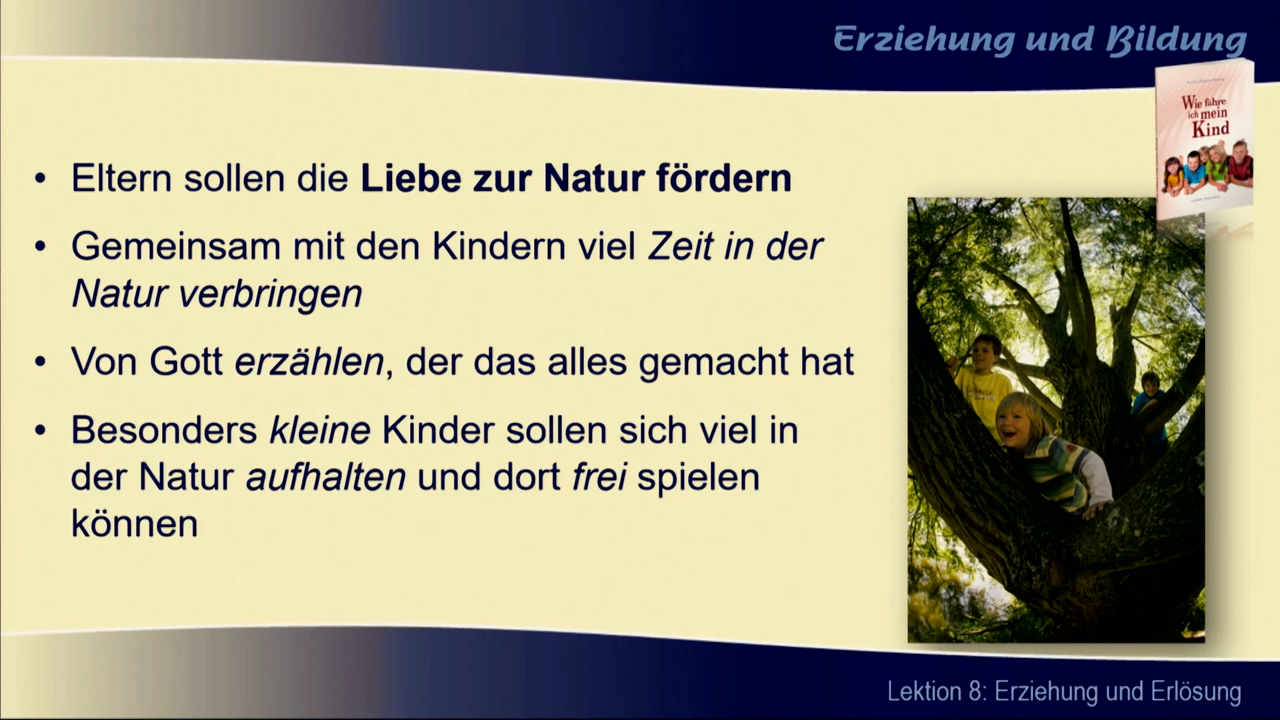 Erziehung und Bildung
Wie führe
ich mein
Kind
• Eltern sollen die Liebe zur Natur fördern
• Gemeinsam mit den Kindern viel Zeit in der
Natur verbringen
• Von Gott erzählen, der das alles gemacht hat
• Besonders kleine Kinder sollen sich viel in
der Natur aufhalten und dort frei spielen
können
Lektion 8: Erziehung und Erlösung